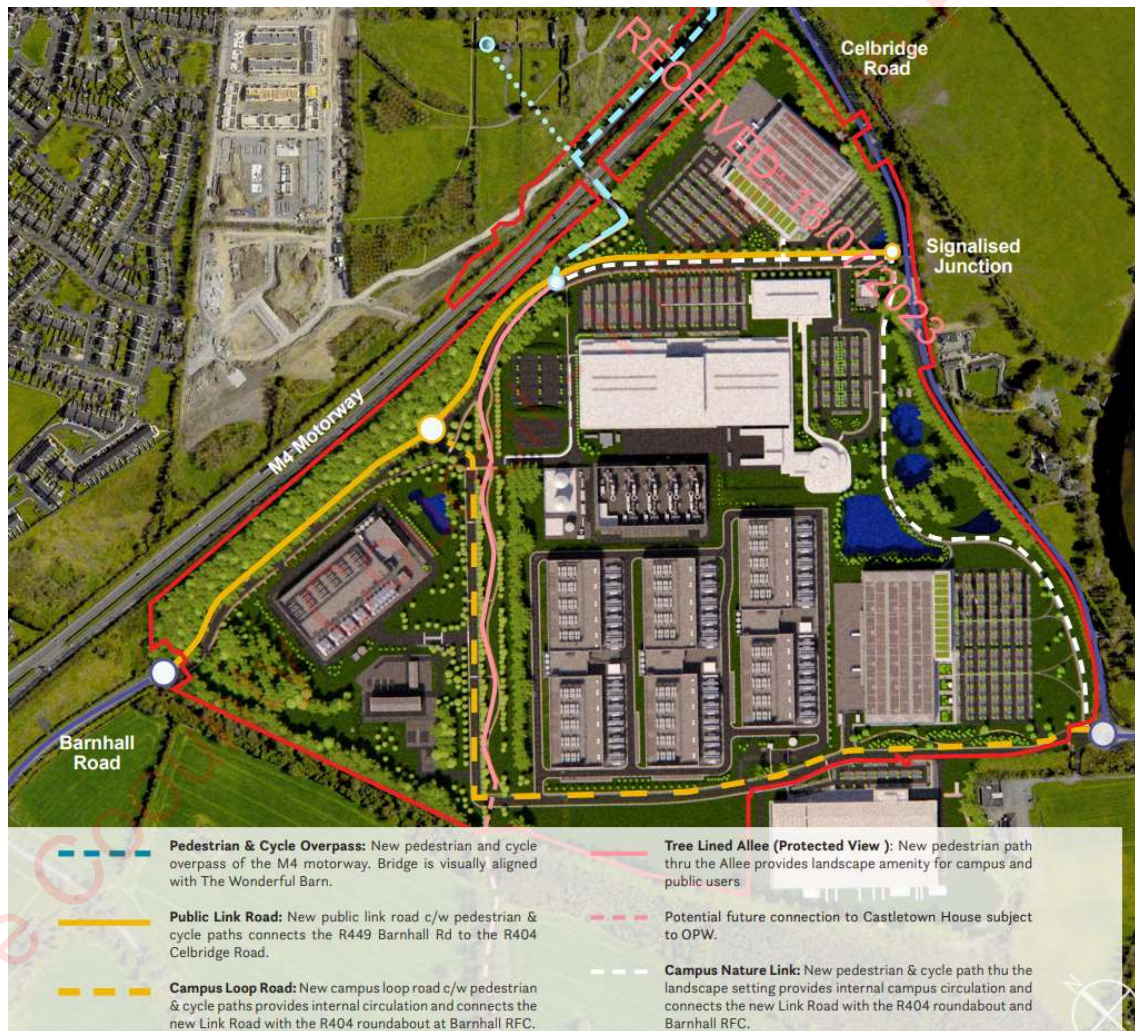 Celbridge
Road
RECEIVED 18/07/2023
Signalised
Junction
M4 Motorway
Barnhall
Road
Pedestrian & Cycle Overpass: New pedestrian and cycle
overpass of the M4 motorway. Bridge is visually aligned
with The Wonderful Barn.
Public Link Road: New public link road c/w pedestrian &
cycle paths connects the R449 Barnhall Rd to the R404
Celbridge Road.
Campus Loop Road: New campus loop road c/w pedestrian
& cycle paths provides internal circulation and connects the
new Link Road with the R404 roundabout at Barnhall RFC.
Tree Lined Allee (Protected View ): New pedestrian path
thru the Allee provides landscape amenity for campus and
public users
Potential future connection to Castletown House subject
to OPW.
Campus Nature Link: New pedestrian & cycle path thu the
landscape setting provides internal campus circulation and
connects the new Link Road with the R404 roundabout and
Barnhall RFC.
N